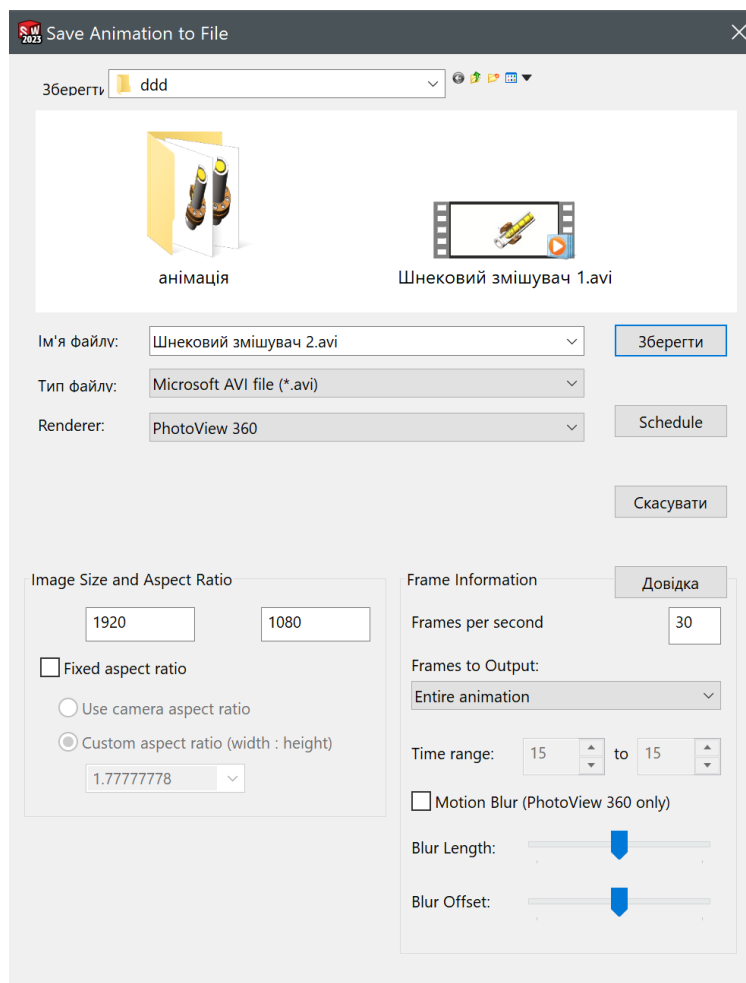 SW
2023
Save Animation to File
Зберегти
ddd
анімація
Шнековий змішувач 1.avi
Ім'я файлу:
Шнековий змішувач 2.avi
Зберегти
Тип файлу:
Microsoft AVI file (*.avi)
Renderer:
PhotoView 360
Schedule
Скасувати
Image Size and Aspect Ratio
1920
1080
Fixed aspect ratio
Use camera aspect ratio
Custom aspect ratio (width : height)
1.77777778
Frame Information
Довідка
Frames per second
30
Frames to Output:
Entire animation
Time range:
15
to
15
Motion Blur (PhotoView 360 only)
Blur Length:
Blur Offset: